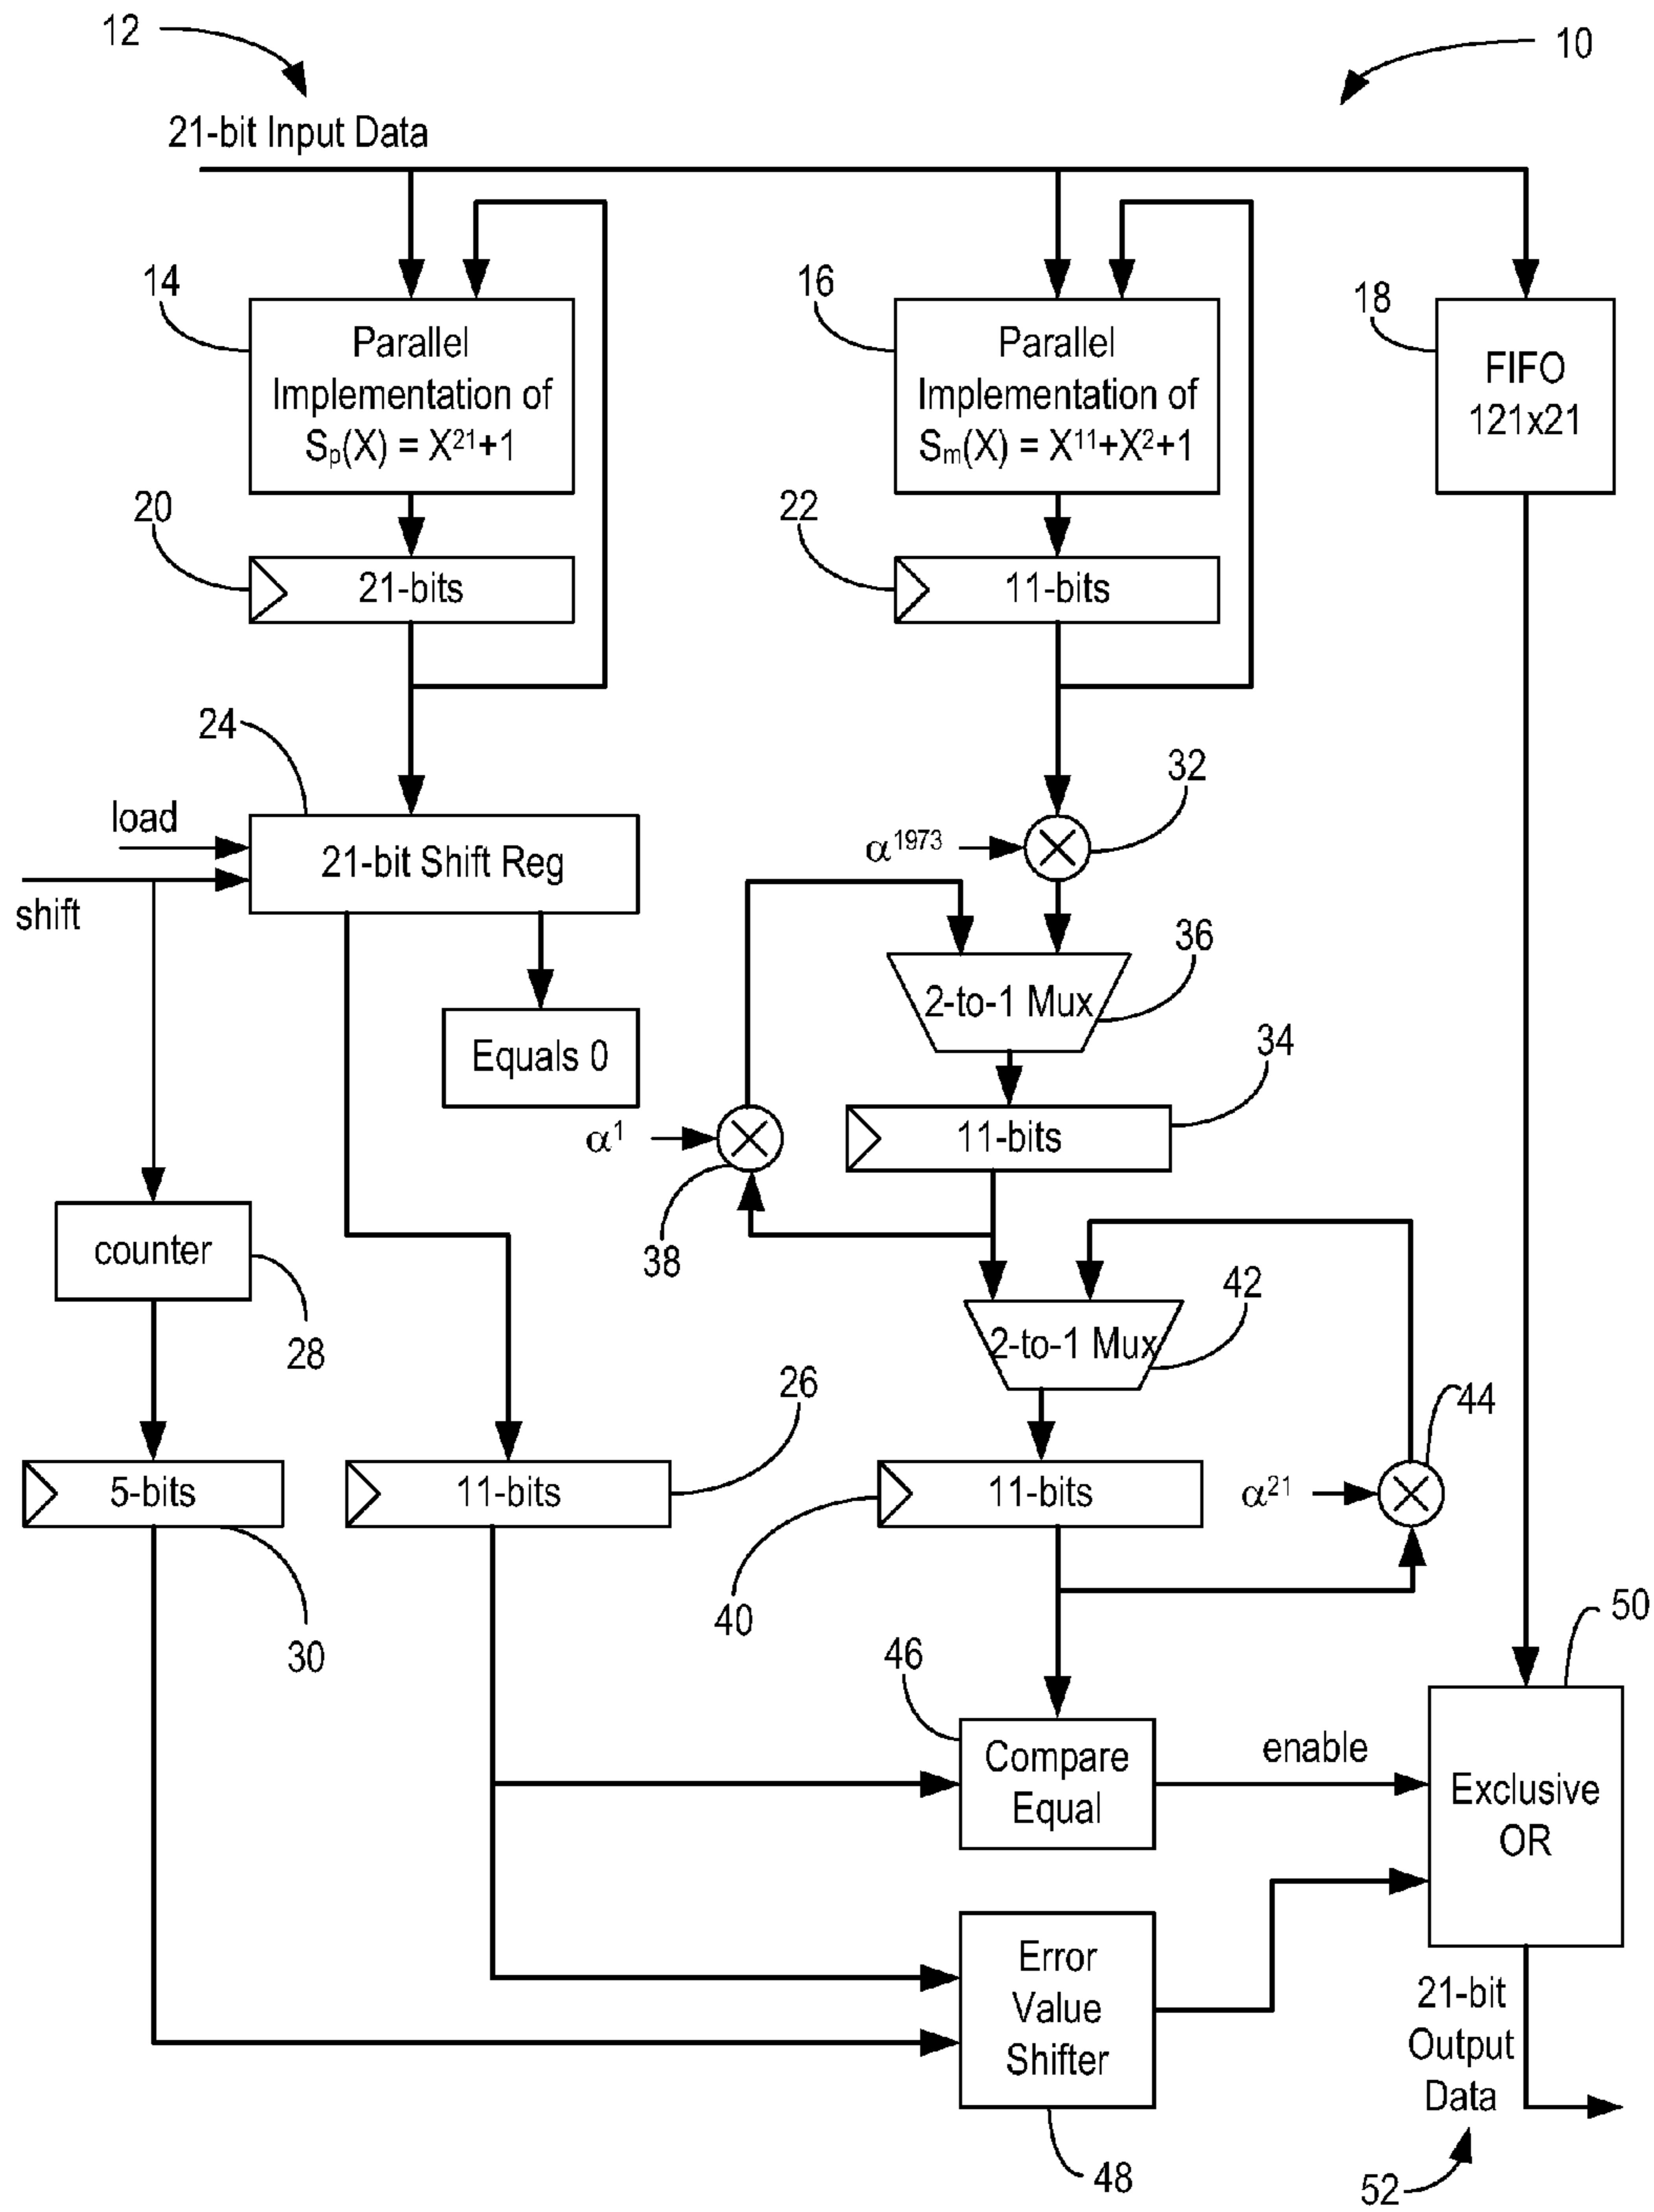 12
10
21-bit Input Data
14
Parallel
Implementation of
Sₚ(X) = X²¹+1
16
Parallel
Implementation of
Sₘ(X) = X¹¹+X²+1
18
FIFO
121x21
20
21-bits
22
11-bits
24
load
shift
21-bit Shift Reg
Equals 0
α¹⁹⁷³
32
2-to-1 Mux
36
34
11-bits
α¹
38
counter
28
2-to-1 Mux
42
44
5-bits
30
11-bits
26
11-bits
40
α²¹
46
Compare
Equal
enable
50
Exclusive
OR
Error
Value
Shifter
48
21-bit
Output
Data
52